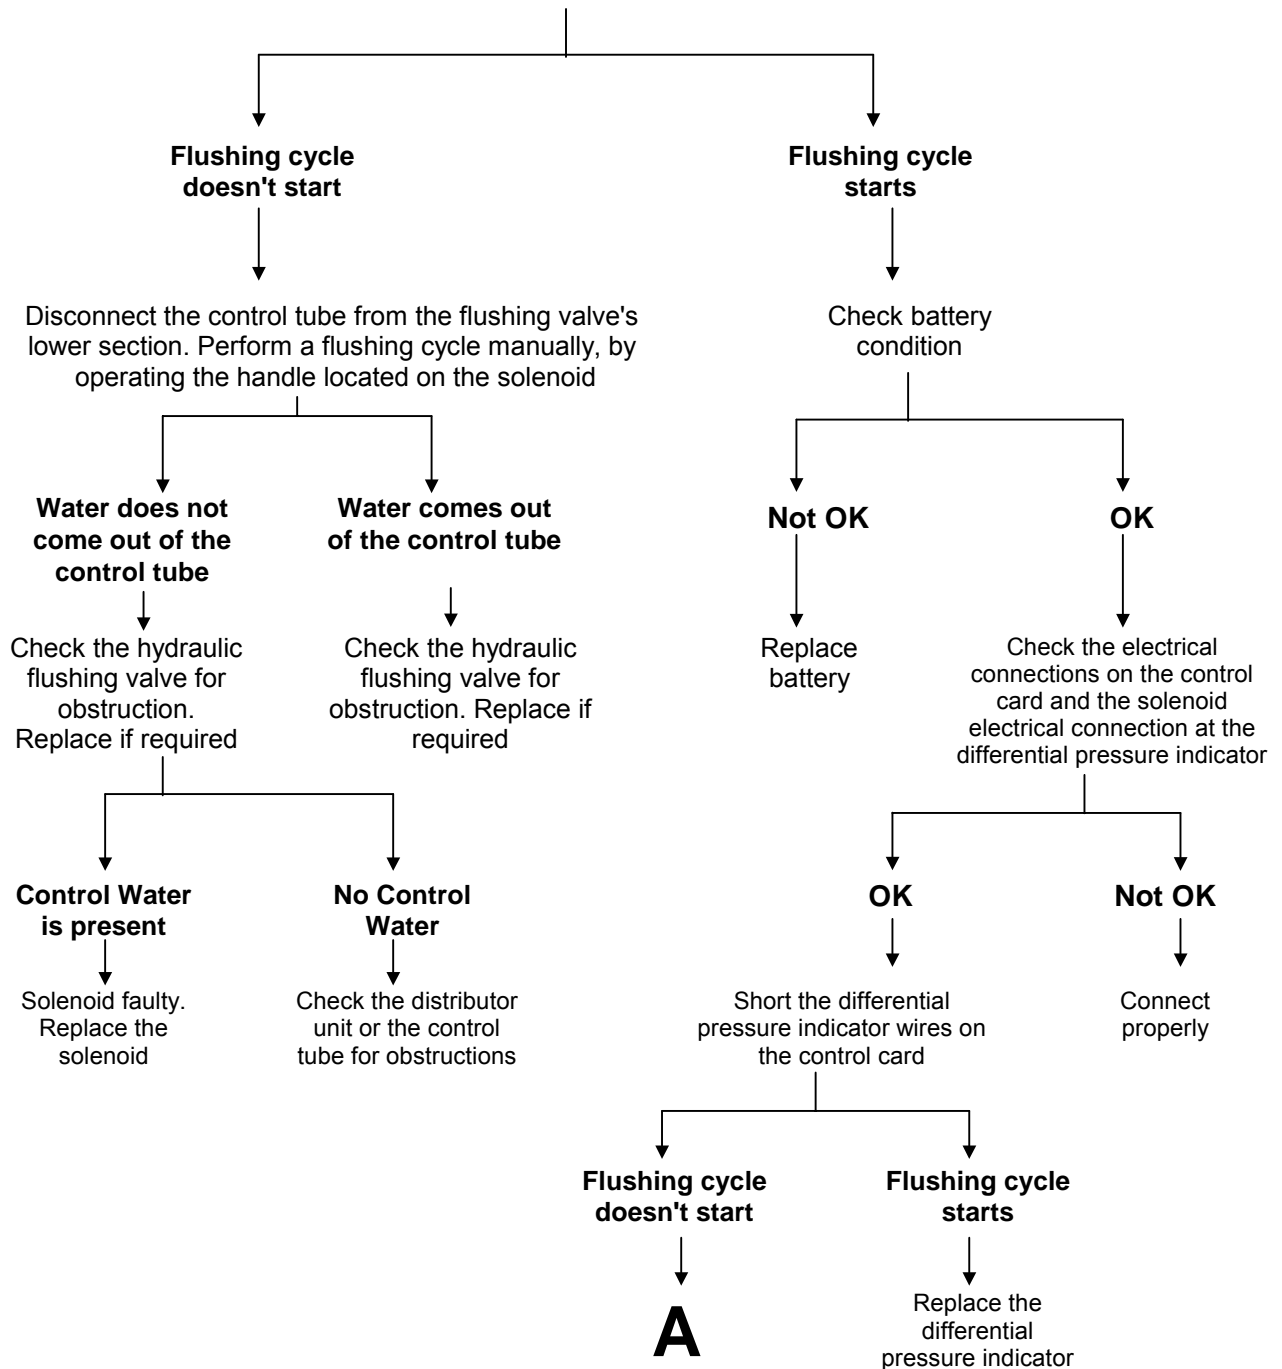 Flushing cycle
doesn't start
Flushing cycle
starts
Disconnect the control tube from the flushing valve's
lower section. Perform a flushing cycle manually, by
operating the handle located on the solenoid
Check battery
condition
Water does not
come out of the
control tube
Water comes out
of the control tube
Not OK
OK
Check the hydraulic
flushing valve for
obstruction.
Replace if required
Check the hydraulic
flushing valve for
obstruction. Replace if
required
Replace
battery
Check the electrical
connections on the control
card and the solenoid
electrical connection at the
differential pressure indicator
Control Water
is present
No Control
Water
OK
Not OK
Solenoid faulty.
Replace the
solenoid
Check the distributor
unit or the control
tube for obstructions
Short the differential
pressure indicator wires on
the control card
Connect
properly
Flushing cycle
doesn't start
Flushing cycle
starts
A
Replace the
differential
pressure indicator